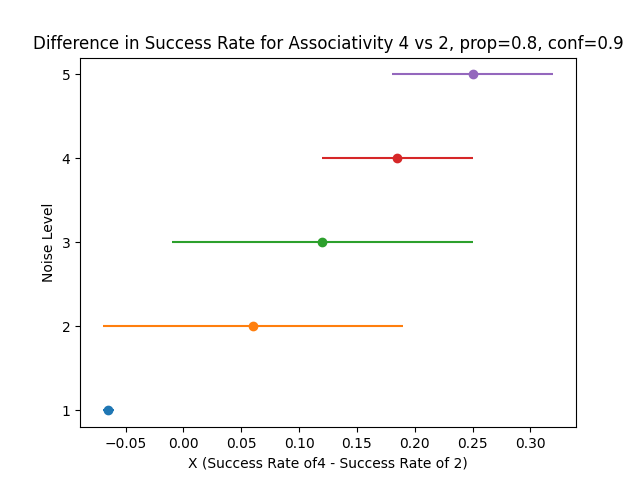 Difference in Success Rate for Associativity 4 vs 2, prop=0.8, conf=0.9
5
4
3
2
1
Noise Level
−0.05 0.00 0.05 0.10 0.15 0.20 0.25 0.30
X (Success Rate of4 - Success Rate of 2)